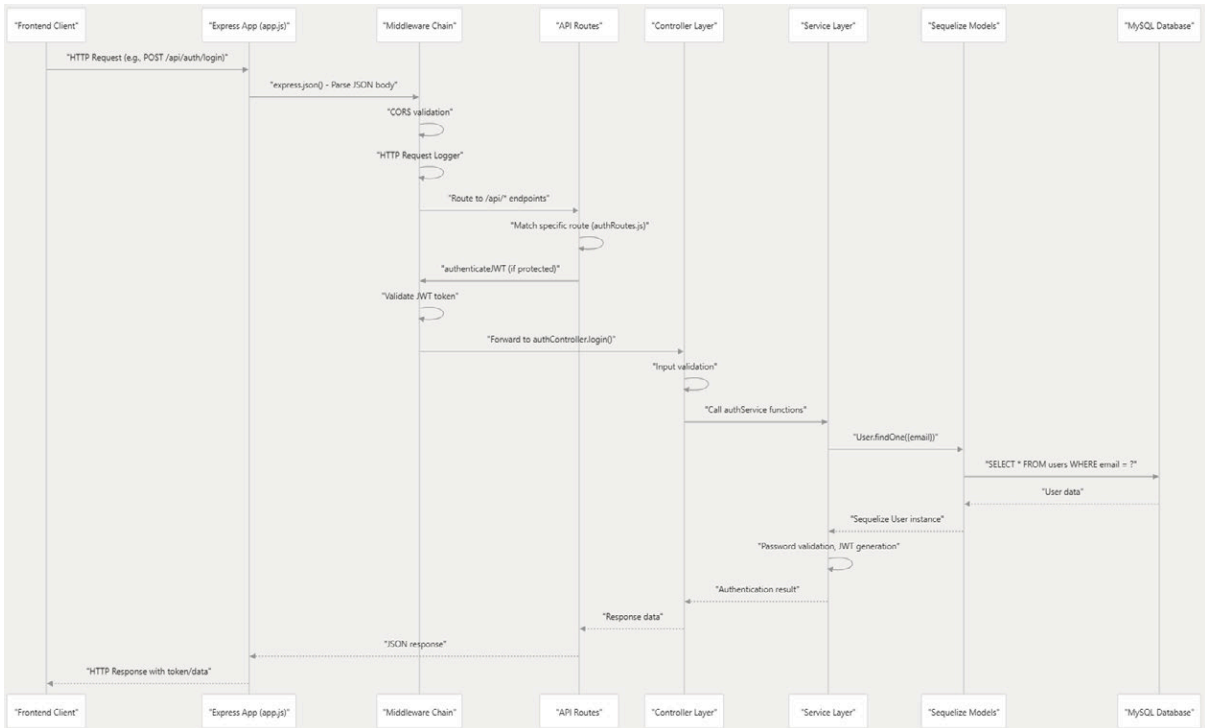 "Frontend Client" "Express App (app.js)" "Middleware Chain" "API Routes" "Controller Layer" "Service Layer" "Sequelize Models" "MySQL Database"
"HTTP Request (e.g., POST /api/auth/login)"
"express.json() - Parse JSON body"
"CORS validation"
"HTTP Request Logger"
"Route to /api/* endpoints"
"Match specific route (authRoutes.js)"
"authenticateJWT (if protected)"
"Validate JWT token"
"Forward to authController.login()"
"Input validation"
"Call authService functions"
"User.findOne({email})"
"SELECT * FROM users WHERE email = ?"
"User data"
"Sequelize User instance"
"Password validation, JWT generation"
"Authentication result"
"Response data"
"JSON response"
"HTTP Response with token/data"
"Frontend Client" "Express App (app.js)" "Middleware Chain" "API Routes" "Controller Layer" "Service Layer" "Sequelize Models" "MySQL Database"